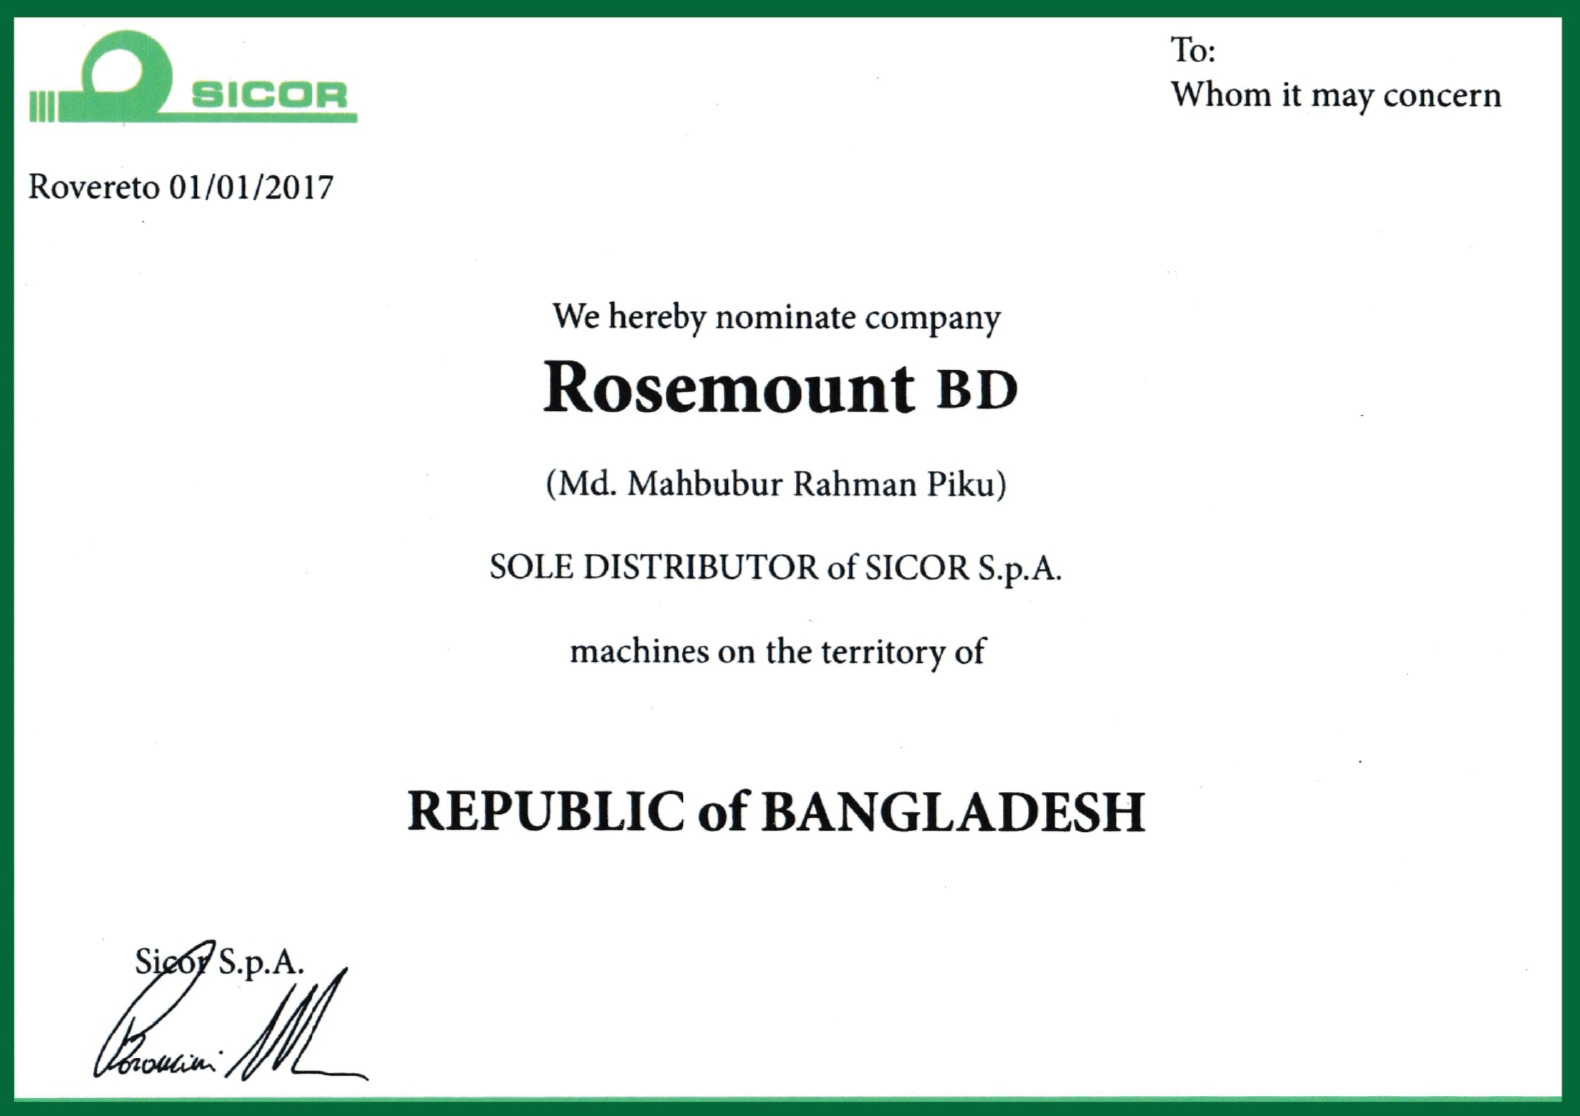 SICOR
To:
Whom it may concern
Rovereto 01/01/2017
We hereby nominate company
Rosemount BD
(Md. Mahbubur Rahman Piku)
SOLE DISTRIBUTOR of SICOR S.p.A.
machines on the territory of
REPUBLIC of BANGLADESH
Sicor S.p.A.